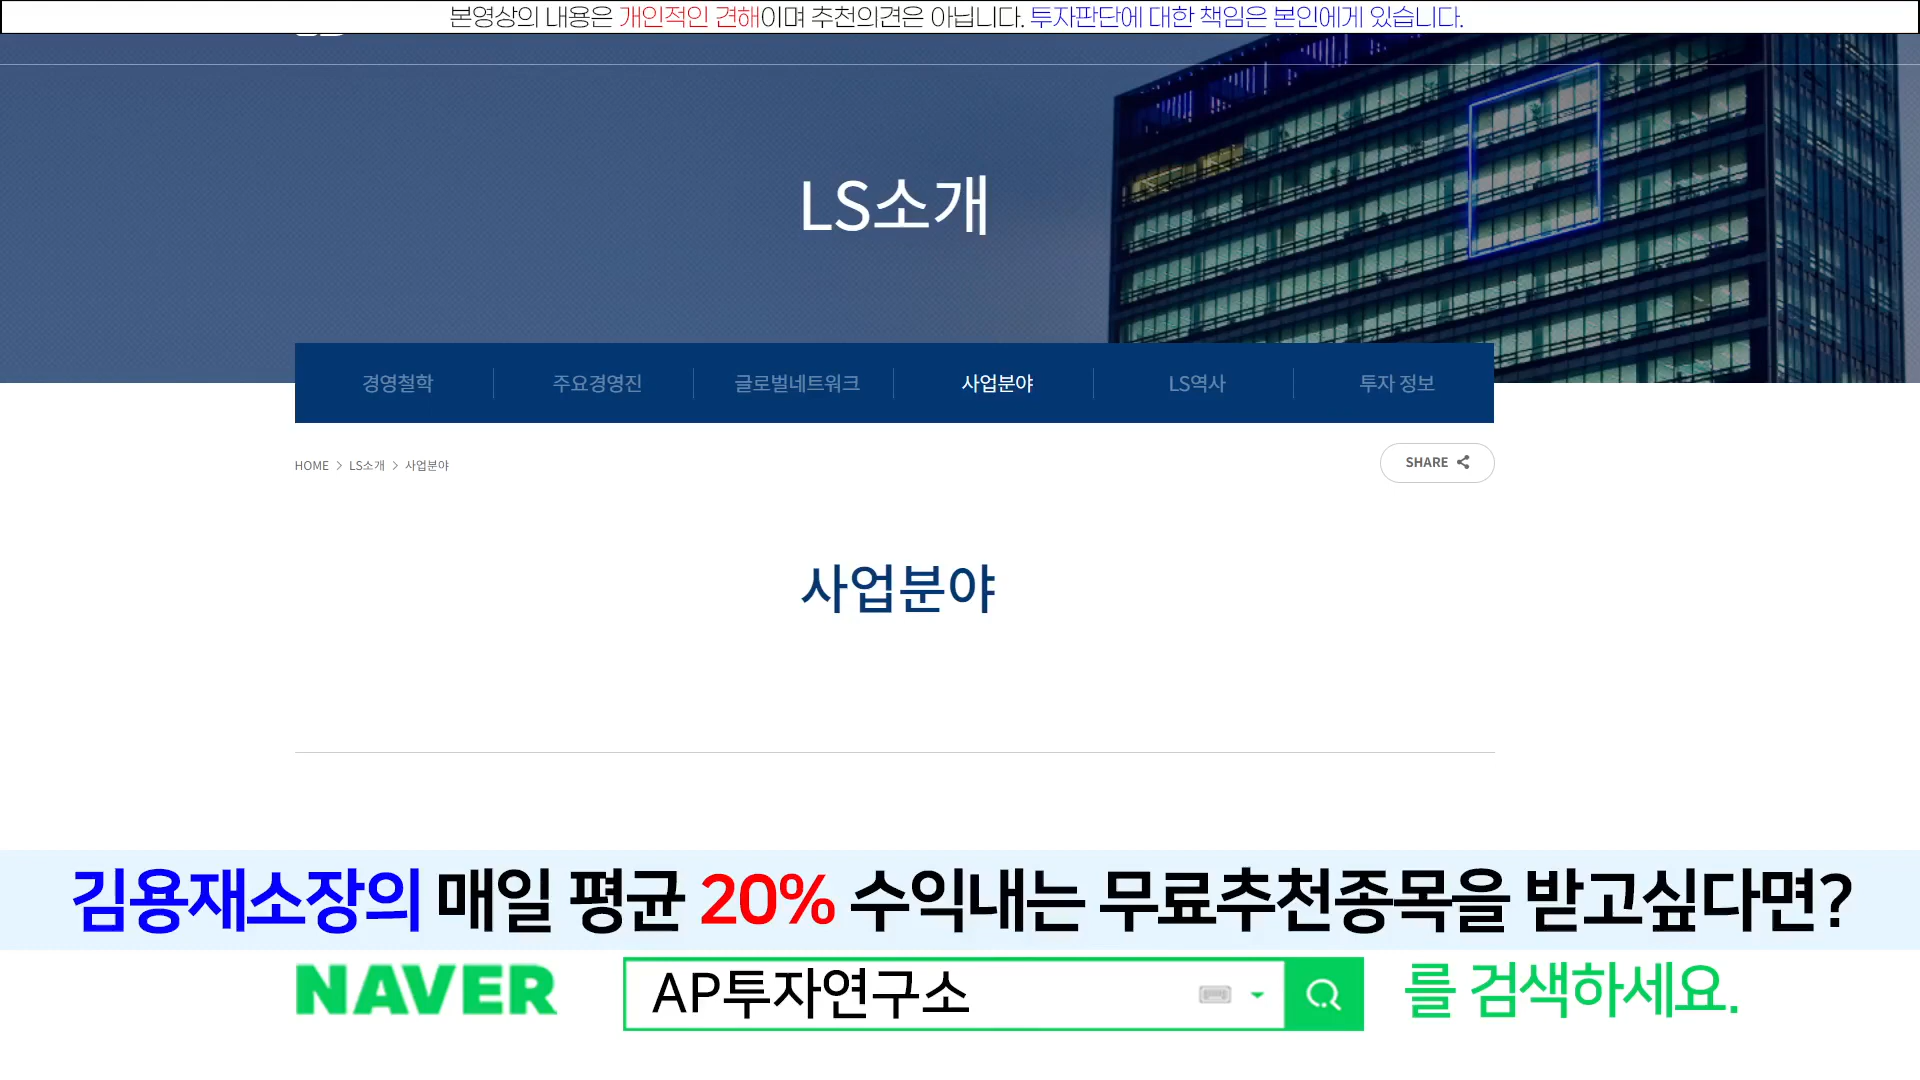 본영상의 내용은 개인적인 견해이며 추천의견은 아닙니다. 투자판단에 대한 책임은 본인에게 있습니다.
LS소개
경영철학 주요경영진 글로벌네트워크 사업분야 LS역사 투자 정보
HOME > LS소개 > 사업분야
SHARE
사업분야
김용재소장의 매일 평균 20% 수익내는 무료추천종목을 받고싶다면?
NAVER AP투자연구소 를 검색하세요.